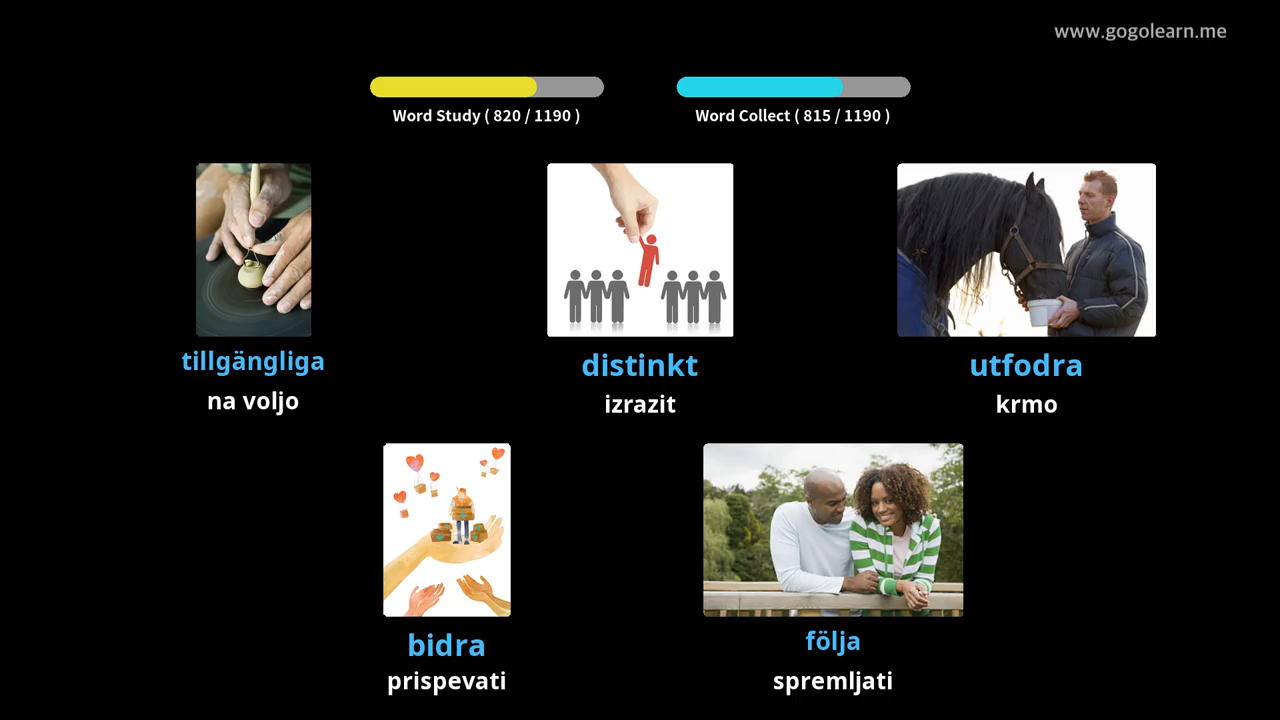 www.gogolearn.me
Word Study ( 820 / 1190 )
Word Collect ( 815 / 1190 )
tillgängliga
na voljo
distinkt
izrazit
utfodra
krmo
bidra
prispevati
följa
spremljati